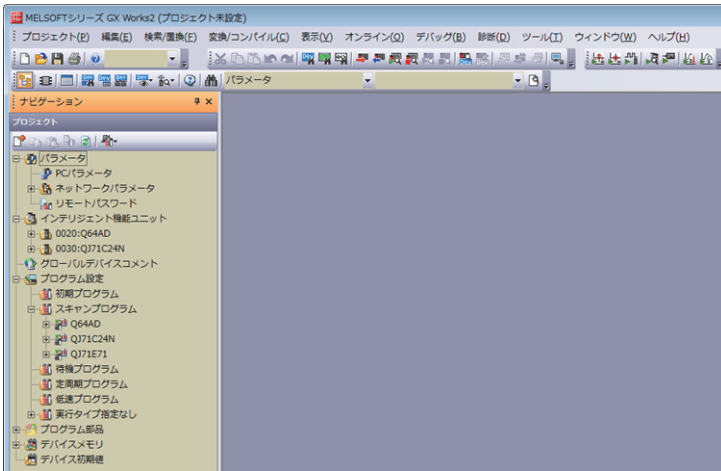 MELSOFTシリーズ GX Works2 (プロジェクト未設定)
プロジェクト(P) 編集(E) 検索/置換(F) 変換/コンパイル(C) 表示(V) オンライン(O) デバッグ(B) 診断(D) ツール(T) ウィンドウ(W) ヘルプ(H)
パラメータ
ナビゲーション
プロジェクト
パラメータ
PCパラメータ
ネットワークパラメータ
リモートパスワード
インテリジェント機能ユニット
0020:Q64AD
0030:QJ71C24N
グローバルデバイスコメント
プログラム設定
初期プログラム
スキャンプログラム
Q64AD
QJ71C24N
QJ71E71
待機プログラム
定周期プログラム
低速プログラム
実行タイプ指定なし
プログラム部品
デバイスメモリ
デバイス初期値